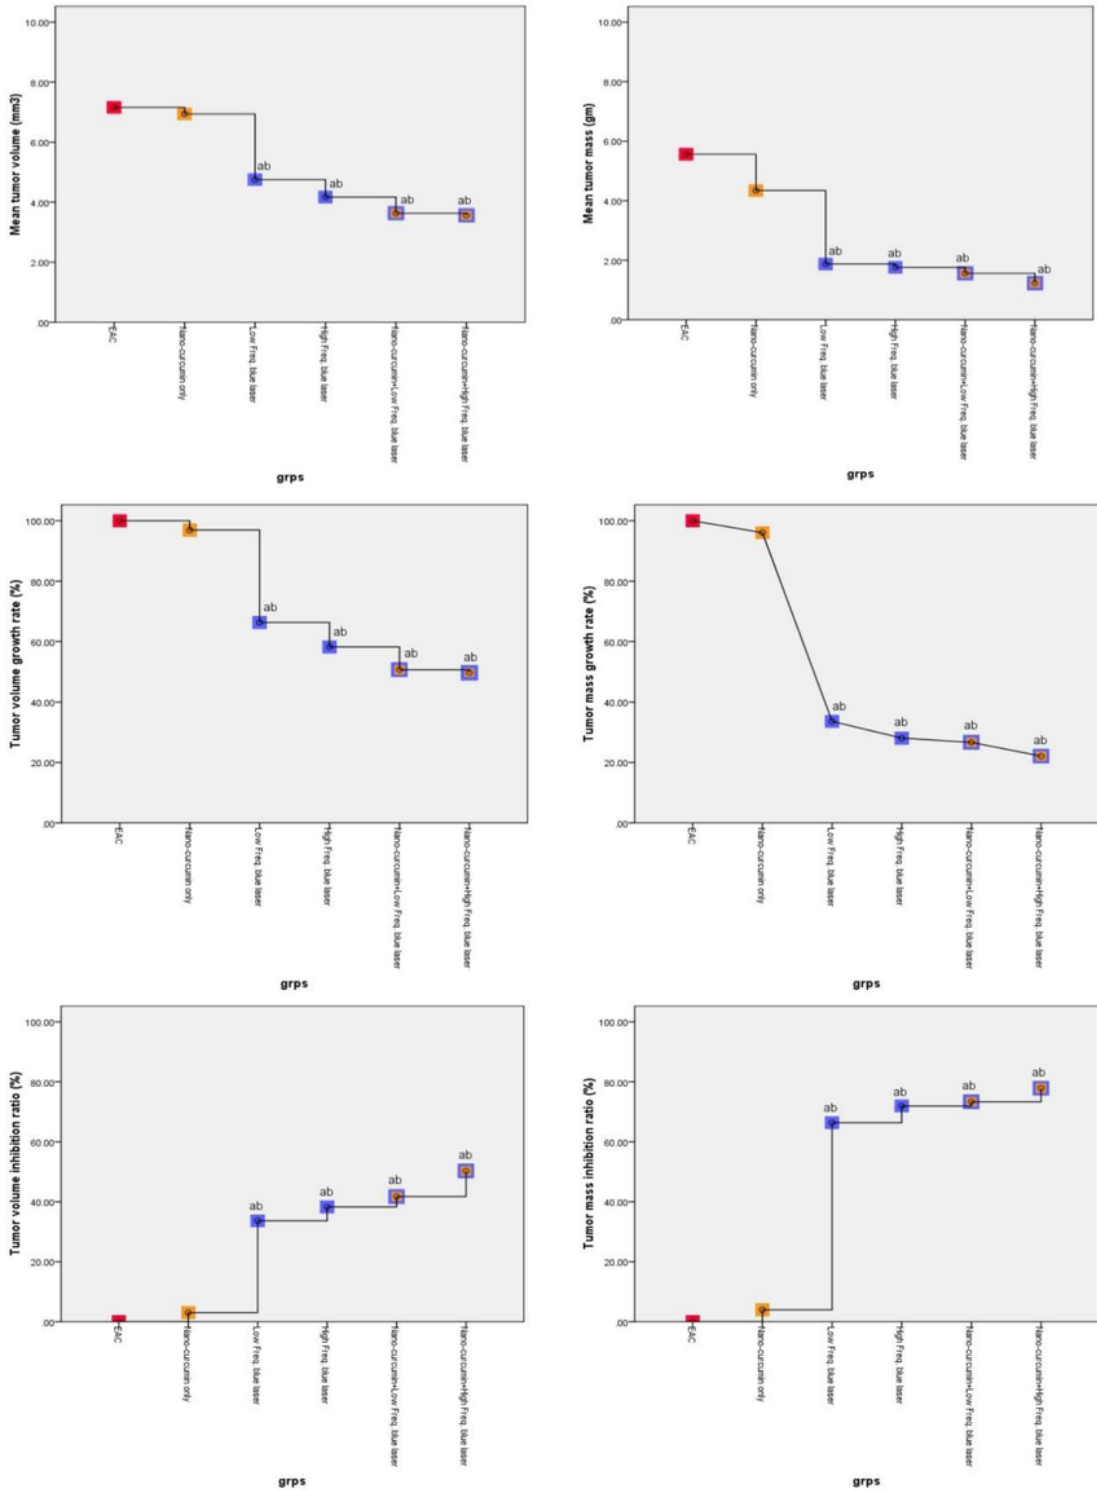 Mean tumor volume (mm3)
10.00
8.00
6.00
4.00
2.00
.00
ab
ab
ab
ab
EAC
Nano-curcumin only
Low Freq. blue laser
High Freq. blue laser
Nano-curcumin+Low Freq. blue laser
Nano-curcumin+High Freq. blue laser
grps
Mean tumor mass (gm)
10.00
8.00
6.00
4.00
2.00
.00
ab
ab
ab
ab
EAC
Nano-curcumin only
Low Freq. blue laser
High Freq. blue laser
Nano-curcumin+Low Freq. blue laser
Nano-curcumin+High Freq. blue laser
grps
Tumor volume growth rate (%)
100.00
80.00
60.00
40.00
20.00
.00
ab
ab
ab
ab
EAC
Nano-curcumin only
Low Freq. blue laser
High Freq. blue laser
Nano-curcumin+Low Freq. blue laser
Nano-curcumin+High Freq. blue laser
grps
Tumor mass growth rate (%)
100.00
80.00
60.00
40.00
20.00
.00
ab
ab
ab
ab
EAC
Nano-curcumin only
Low Freq. blue laser
High Freq. blue laser
Nano-curcumin+Low Freq. blue laser
Nano-curcumin+High Freq. blue laser
grps
Tumor volume inhibition ratio (%)
100.00
80.00
60.00
40.00
20.00
.00
ab
ab
ab
ab
EAC
Nano-curcumin only
Low Freq. blue laser
High Freq. blue laser
Nano-curcumin+Low Freq. blue laser
Nano-curcumin+High Freq. blue laser
grps
Tumor mass inhibition ratio (%)
100.00
80.00
60.00
40.00
20.00
.00
ab
ab
ab
ab
EAC
Nano-curcumin only
Low Freq. blue laser
High Freq. blue laser
Nano-curcumin+Low Freq. blue laser
Nano-curcumin+High Freq. blue laser
grps